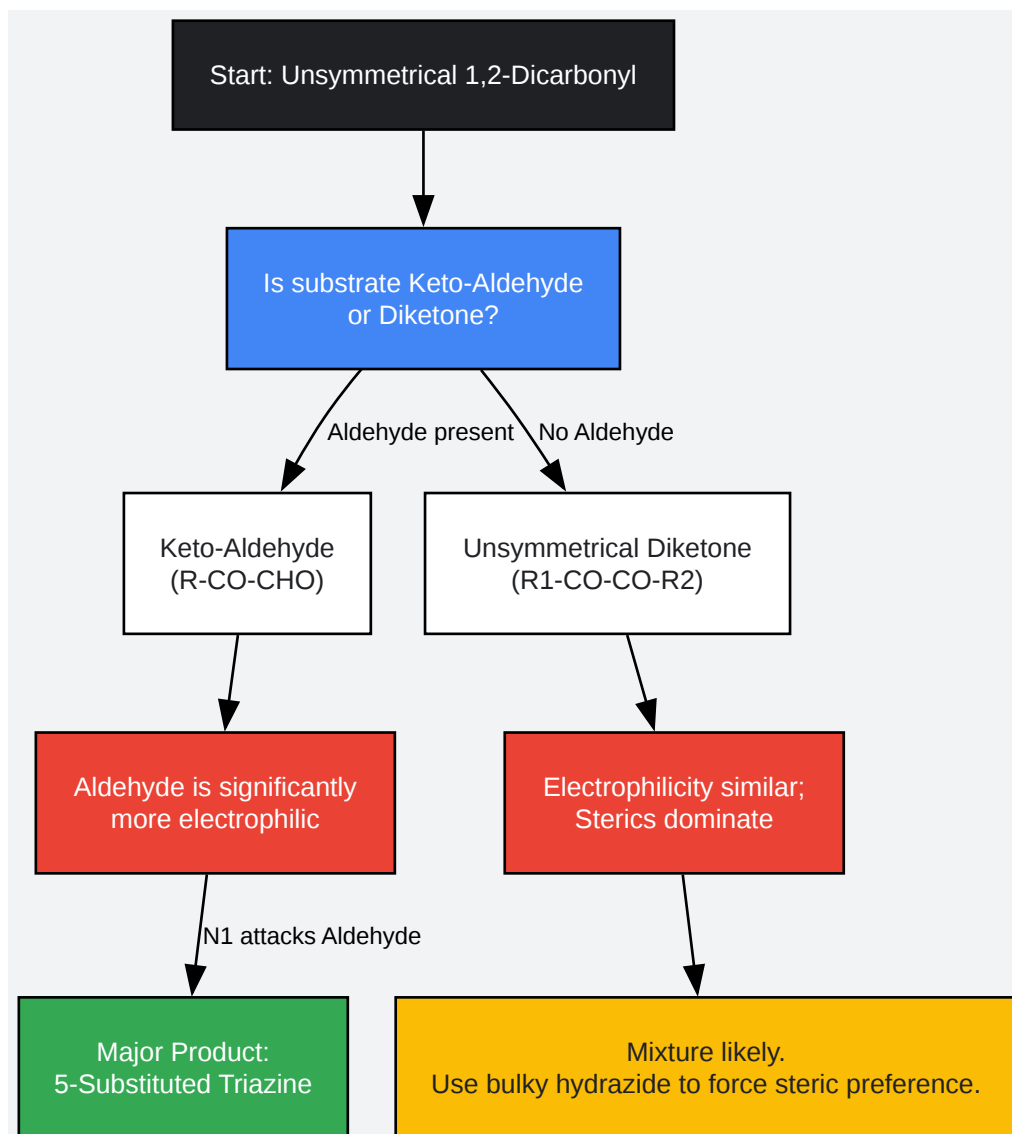 Start: Unsymmetrical 1,2-Dicarbonyl
Is substrate Keto-Aldehyde
or Diketone?
Aldehyde present
No Aldehyde
Keto-Aldehyde
(R-CO-CHO)
Unsymmetrical Diketone
(R1-CO-CO-R2)
Aldehyde is significantly
more electrophilic
Electrophilicity similar;
Sterics dominate
N1 attacks Aldehyde
Major Product:
5-Substituted Triazine
Mixture likely.
Use bulky hydrazide to force steric preference.